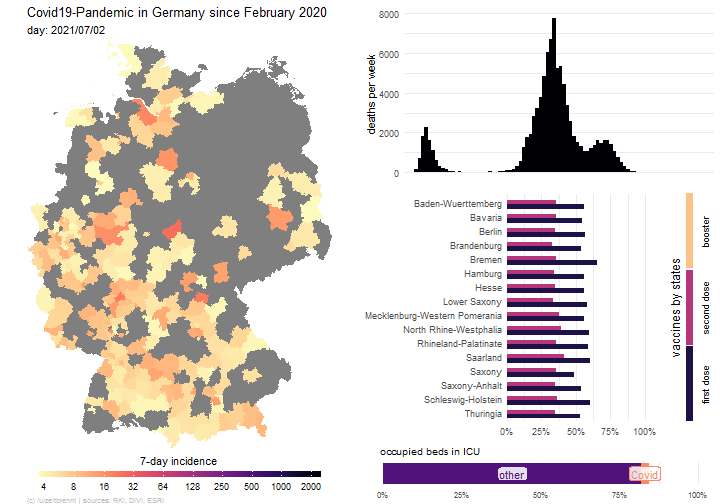 Covid19-Pandemic in Germany since February 2020
day: 2021/07/02
7-day incidence
4 8 16 32 64 128 250 500 1000 2000
(c) /u/zeitbremt | sources: RKI, DIVI, ESRI
deaths per week
8000
6000
4000
2000
0
Baden-Wuerttemberg
Bavaria
Berlin
Brandenburg
Bremen
Hamburg
Hesse
Lower Saxony
Mecklenburg-Western Pomerania
North Rhine-Westphalia
Rhineland-Palatinate
Saarland
Saxony
Saxony-Anhalt
Schleswig-Holstein
Thuringia
0% 25% 50% 75% 100%
vaccines by states
booster
second dose
first dose
occupied beds in ICU
other Covid
0% 25% 50% 75% 100%